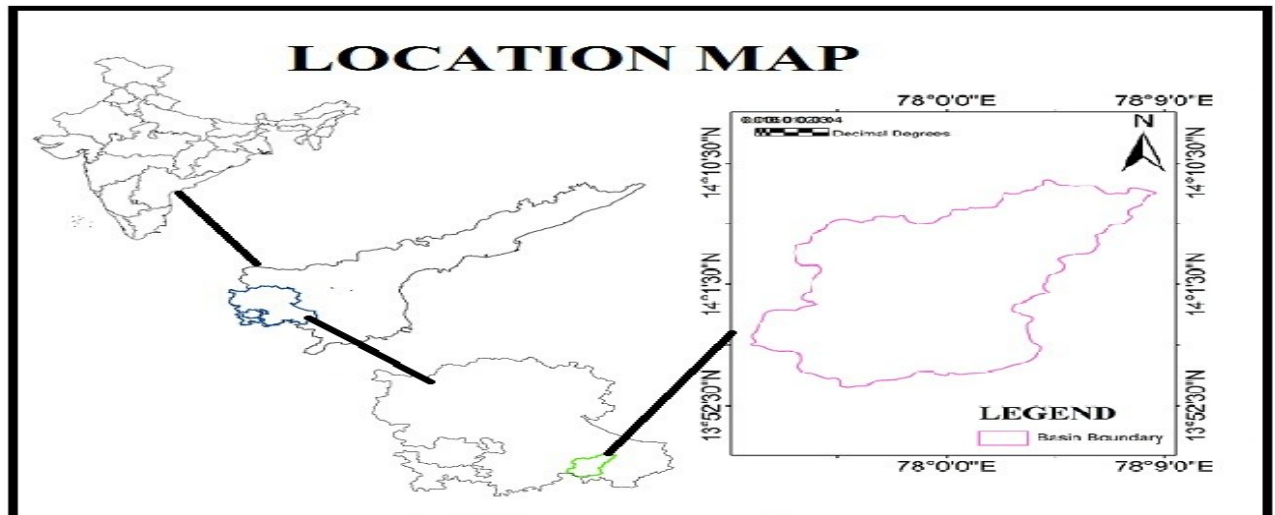 LOCATION MAP
78°0'0"E 78°9'0"E
Decimal Degrees
N
14°10'30"N 14°10'30"N
14°1'30"N 14°1'30"N
13°52'30"N 13°52'30"N
LEGEND
Basin Boundary
78°0'0"E 78°9'0"E